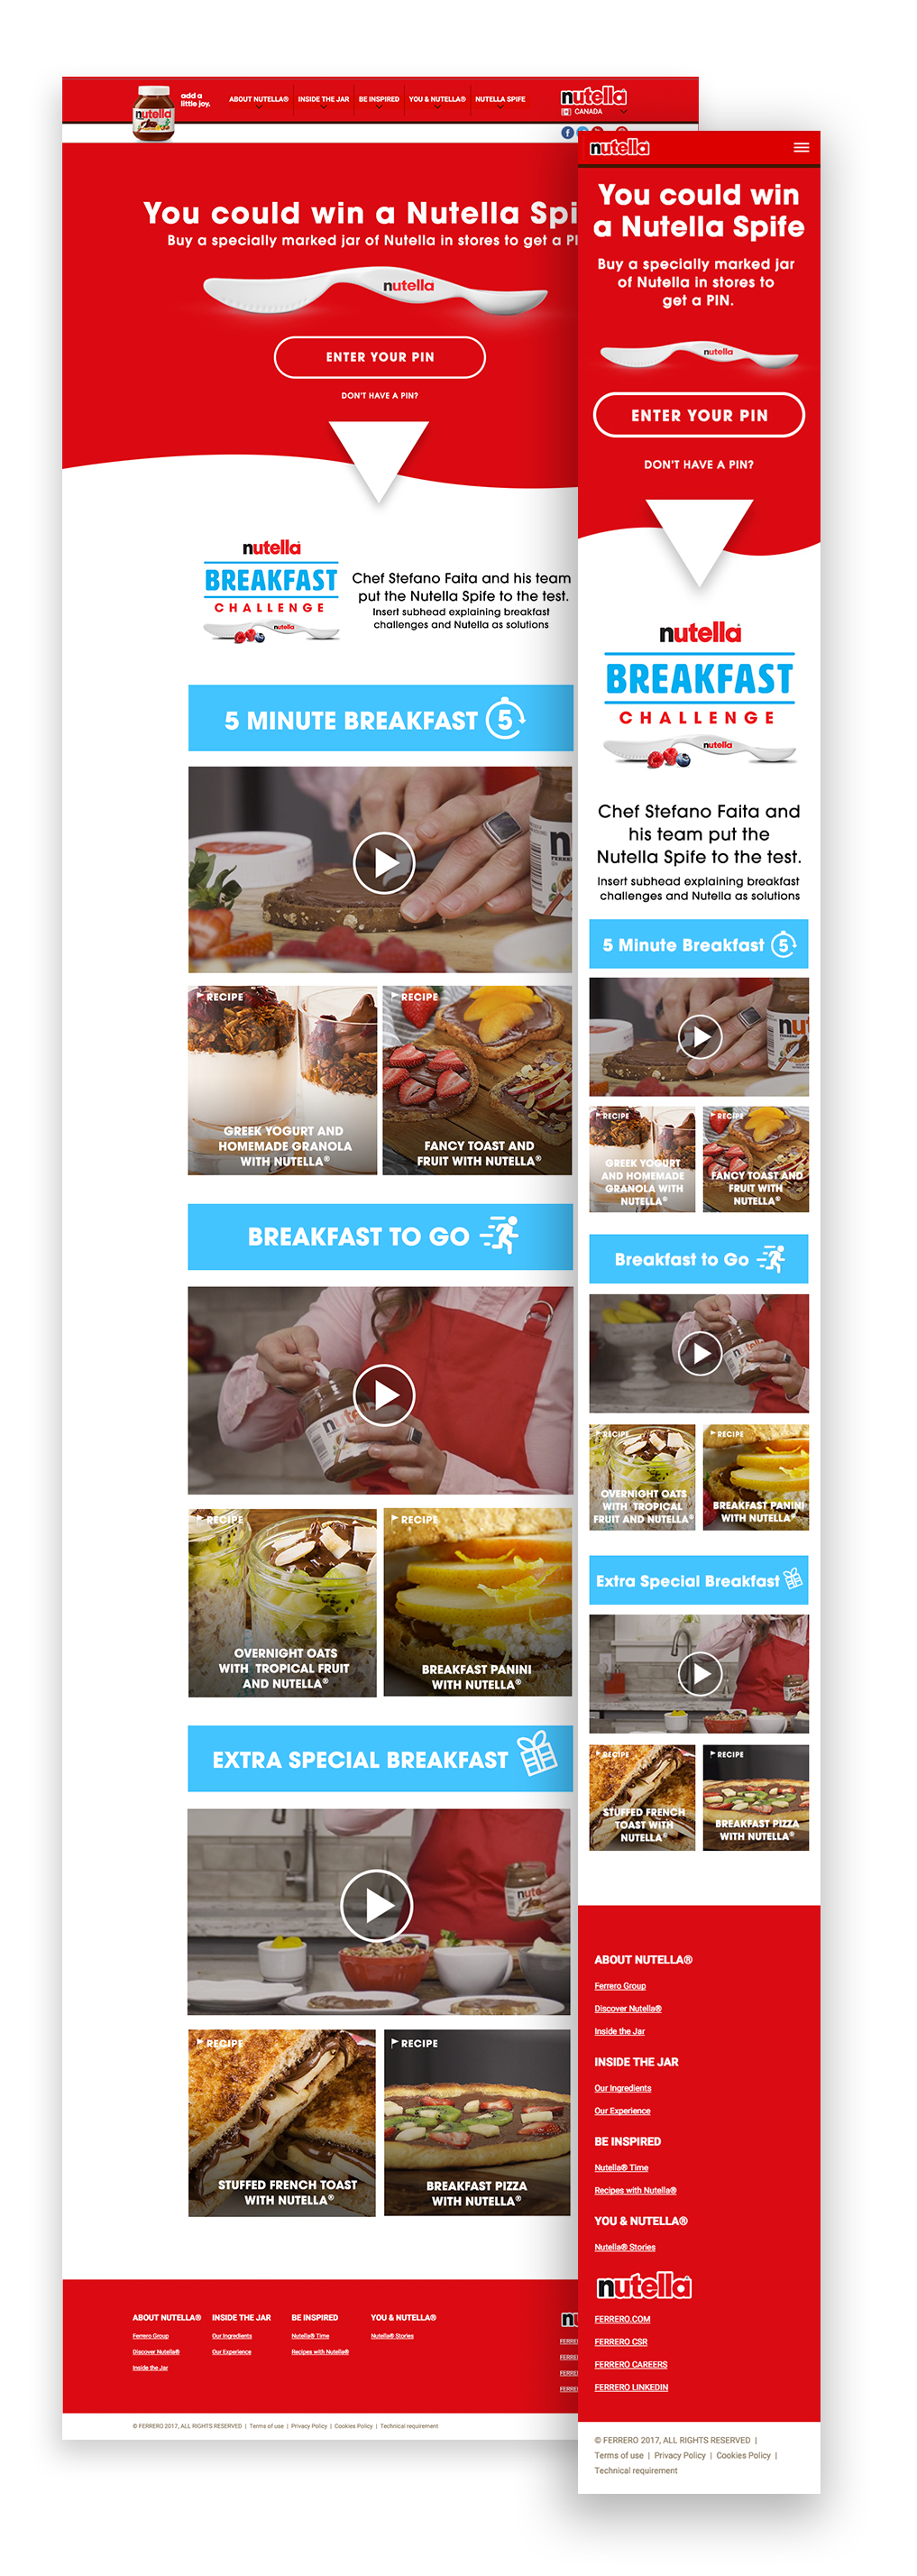 add a
little joy.
ABOUT NUTELLA®
INSIDE THE JAR
BE INSPIRED
YOU & NUTELLA®
NUTELLA SPIFE
nutella
CANADA
nutella
You could win a Nutella Spi
Buy a specially marked jar of Nutella in stores to get a PI
nutella
ENTER YOUR PIN
DON'T HAVE A PIN?
nutella
BREAKFAST
CHALLENGE
nutella
Chef Stefano Faita and his team
put the Nutella Spife to the test.
Insert subhead explaining breakfast
challenges and Nutella as solutions
5 MINUTE BREAKFAST 5
FERRERO
RECIPE
GREEK YOGURT AND
HOMEMADE GRANOLA
WITH NUTELLA®
RECIPE
FANCY TOAST AND
FRUIT WITH NUTELLA®
BREAKFAST TO GO
nutella
RECIPE
OVERNIGHT OATS
WITH TROPICAL FRUIT
AND NUTELLA®
RECIPE
BREAKFAST PANINI
WITH NUTELLA®
EXTRA SPECIAL BREAKFAST
RECIPE
STUFFED FRENCH TOAST
WITH NUTELLA®
RECIPE
BREAKFAST PIZZA
WITH NUTELLA®
ABOUT NUTELLA®
Ferrero Group
Discover Nutella®
Inside the Jar
INSIDE THE JAR
Our Ingredients
Our Experience
BE INSPIRED
Nutella® Time
Recipes with Nutella®
YOU & NUTELLA®
Nutella® Stories
nu
FERRE
FERRE
FERRE
FERRE
© FERRERO 2017, ALL RIGHTS RESERVED | Terms of use | Privacy Policy | Cookies Policy | Technical requirement
nutella
You could win
a Nutella Spife
Buy a specially marked jar
of Nutella in stores to
get a PIN.
nutella
ENTER YOUR PIN
DON'T HAVE A PIN?
nutella
BREAKFAST
CHALLENGE
nutella
Chef Stefano Faita and
his team put the
Nutella Spife to the test.
Insert subhead explaining breakfast
challenges and Nutella as solutions
5 Minute Breakfast 5
nut
RECIPE
GREEK YOGURT
AND HOMEMADE
GRANOLA WITH
NUTELLA®
RECIPE
FANCY TOAST AND
FRUIT WITH
NUTELLA®
Breakfast to Go
RECIPE
OVERNIGHT OATS
WITH TROPICAL
FRUIT AND NUTELLA®
RECIPE
BREAKFAST PANINI
WITH NUTELLA®
Extra Special Breakfast
RECIPE
STUFFED FRENCH
TOAST WITH
NUTELLA®
RECIPE
BREAKFAST PIZZA
WITH NUTELLA®
ABOUT NUTELLA®
Ferrero Group
Discover Nutella®
Inside the Jar
INSIDE THE JAR
Our Ingredients
Our Experience
BE INSPIRED
Nutella® Time
Recipes with Nutella®
YOU & NUTELLA®
Nutella® Stories
nutella
FERRERO.COM
FERRERO CSR
FERRERO CAREERS
FERRERO LINKEDIN
© FERRERO 2017, ALL RIGHTS RESERVED |
Terms of use | Privacy Policy | Cookies Policy |
Technical requirement